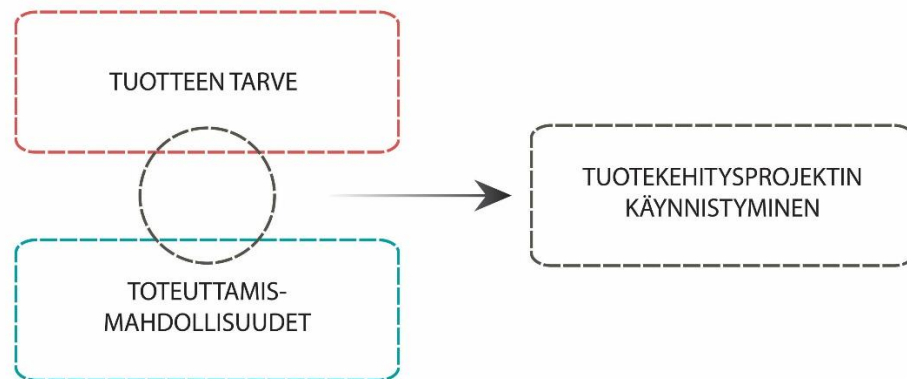 TUOTTEEN TARVE
TOTEUTTAMIS-
MAHDOLLISUUDET
TUOTEKEHITYSPROJEKTIN
KÄYNNISTYMINEN